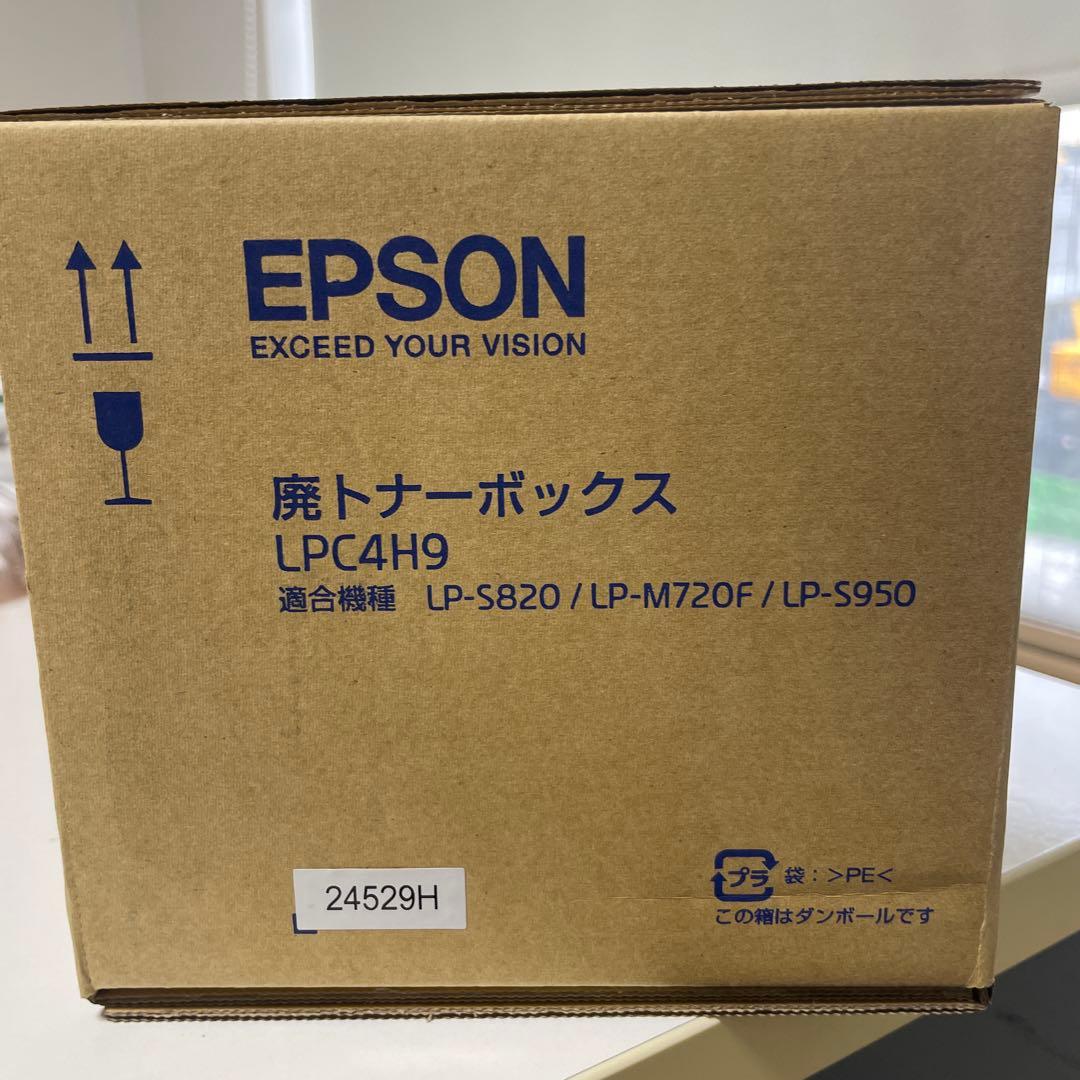 EPSON
EXCEED YOUR VISION
廃トナーボックス
LPC4H9
適合機種 LP-S820 / LP-M720F / LP-S950
24529H
プラ 袋：>PE<
この箱はダンボールです